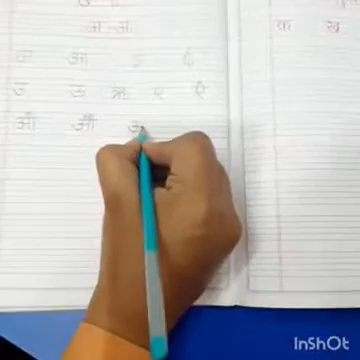 अ - अः
अ आ इ ई
उ ऊ ऋ ए ऐ
ओ औ अ
क ख
InShOt